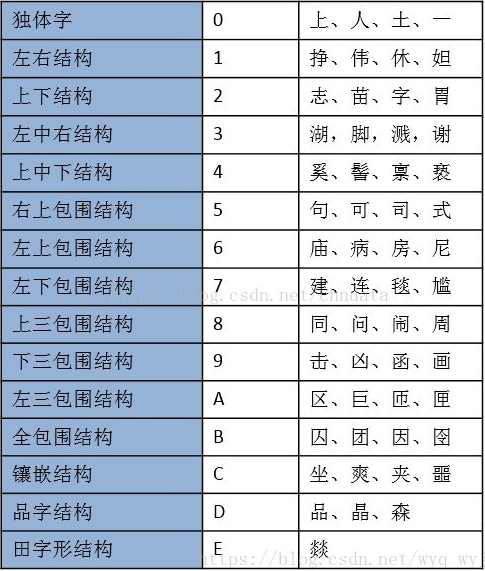 独体字 0 上、人、土、一
左右结构 1 挣、伟、休、妲
上下结构 2 志、苗、字、胃
左中右结构 3 湖，脚，溅，谢
上中下结构 4 奚、髻、禀、亵
右上包围结构 5 句、可、司、式
左上包围结构 6 庙、病、房、尼
左下包围结构 7 建、连、毯、尴
上三包围结构 8 同、问、闹、周
下三包围结构 9 击、凶、函、画
左三包围结构 A 区、巨、匝、匣
全包围结构 B 囚、团、因、囹
镶嵌结构 C 坐、爽、夹、噩
品字结构 D 品、晶、森
田字形结构 E 燚
http://blog.csdn.net/chndata
https://blog.csdn.net/wyq_wyj